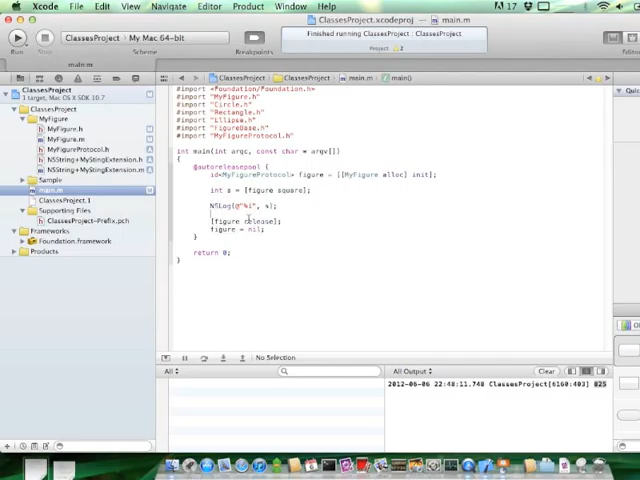 Xcode File Edit View Navigate Editor Product Window Help
17
ClassesProject.xcodeproj — main.m
ClassesProject My Mac 64-bit
Finished running ClassesProject : ClassesProject
Run Stop Scheme Breakpoints Project 2 Editor
main.m
ClassesProject ClassesProject main.m main()
ClassesProject
1 target, Mac OS X SDK 10.7
ClassesProject
MyFigure
MyFigure.h
MyFigure.m
MyFigureProtocol.h
NSString+MyStringExtension.h
NSString+MyStringExtension.m
Sample
main.m
ClassesProject.1
Supporting Files
ClassesProject-Prefix.pch
Frameworks
Foundation.framework
Products
#import <Foundation/Foundation.h>
#import "MyFigure.h"
#import "Circle.h"
#import "Rectangle.h"
#import "Ellipse.h"
#import "FigureBase.h"
#import "MyFigureProtocol.h"
int main(int argc, const char * argv[])
{
@autoreleasepool {
id<MyFigureProtocol> figure = [[MyFigure alloc] init];
int s = [figure square];
NSLog(@"%i", s);
[figure release];
figure = nil;
}
return 0;
}
Quic
No Selection
All
All Output
Clear
2012-06-06 22:48:11.748 ClassesProject[6160:403] 825